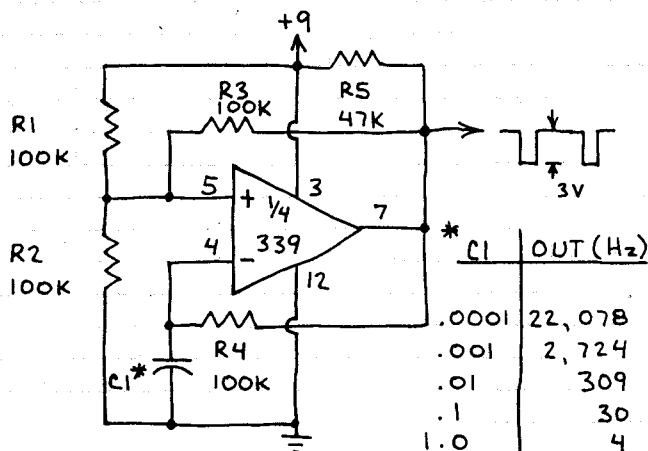 +9
R3
100K
R5
47K
R1
100K
R2
100K
5
+
1/4
3
4
-
339
7
12
R4
100K
C1*
3V
*
C1 OUT (Hz)
.0001 22,078
.001 2,724
.01 309
.1 30
1.0 4